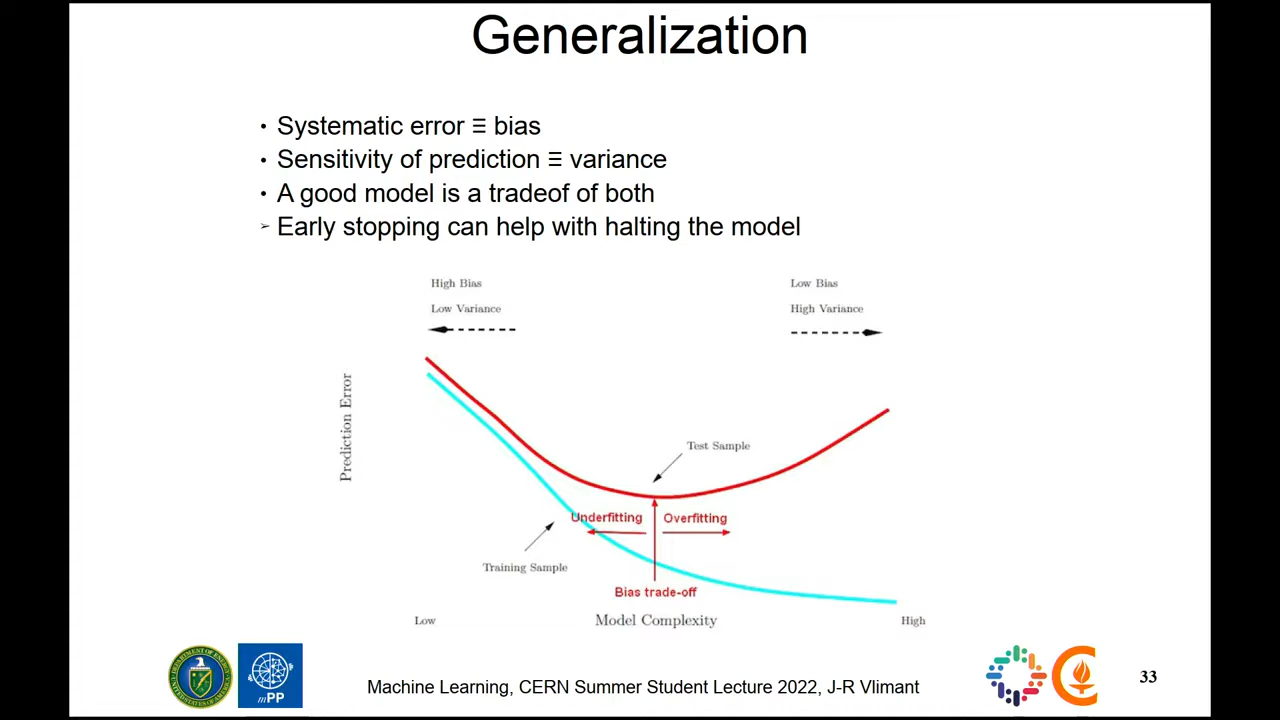 Generalization
• Systematic error ≡ bias
• Sensitivity of prediction ≡ variance
• A good model is a tradeof of both
➢ Early stopping can help with halting the model
High Bias
Low Variance
Low Bias
High Variance
Prediction Error
Test Sample
Underfitting
Overfitting
Training Sample
Bias trade-off
Low
Model Complexity
High
mPP
Machine Learning, CERN Summer Student Lecture 2022, J-R Vlimant
33